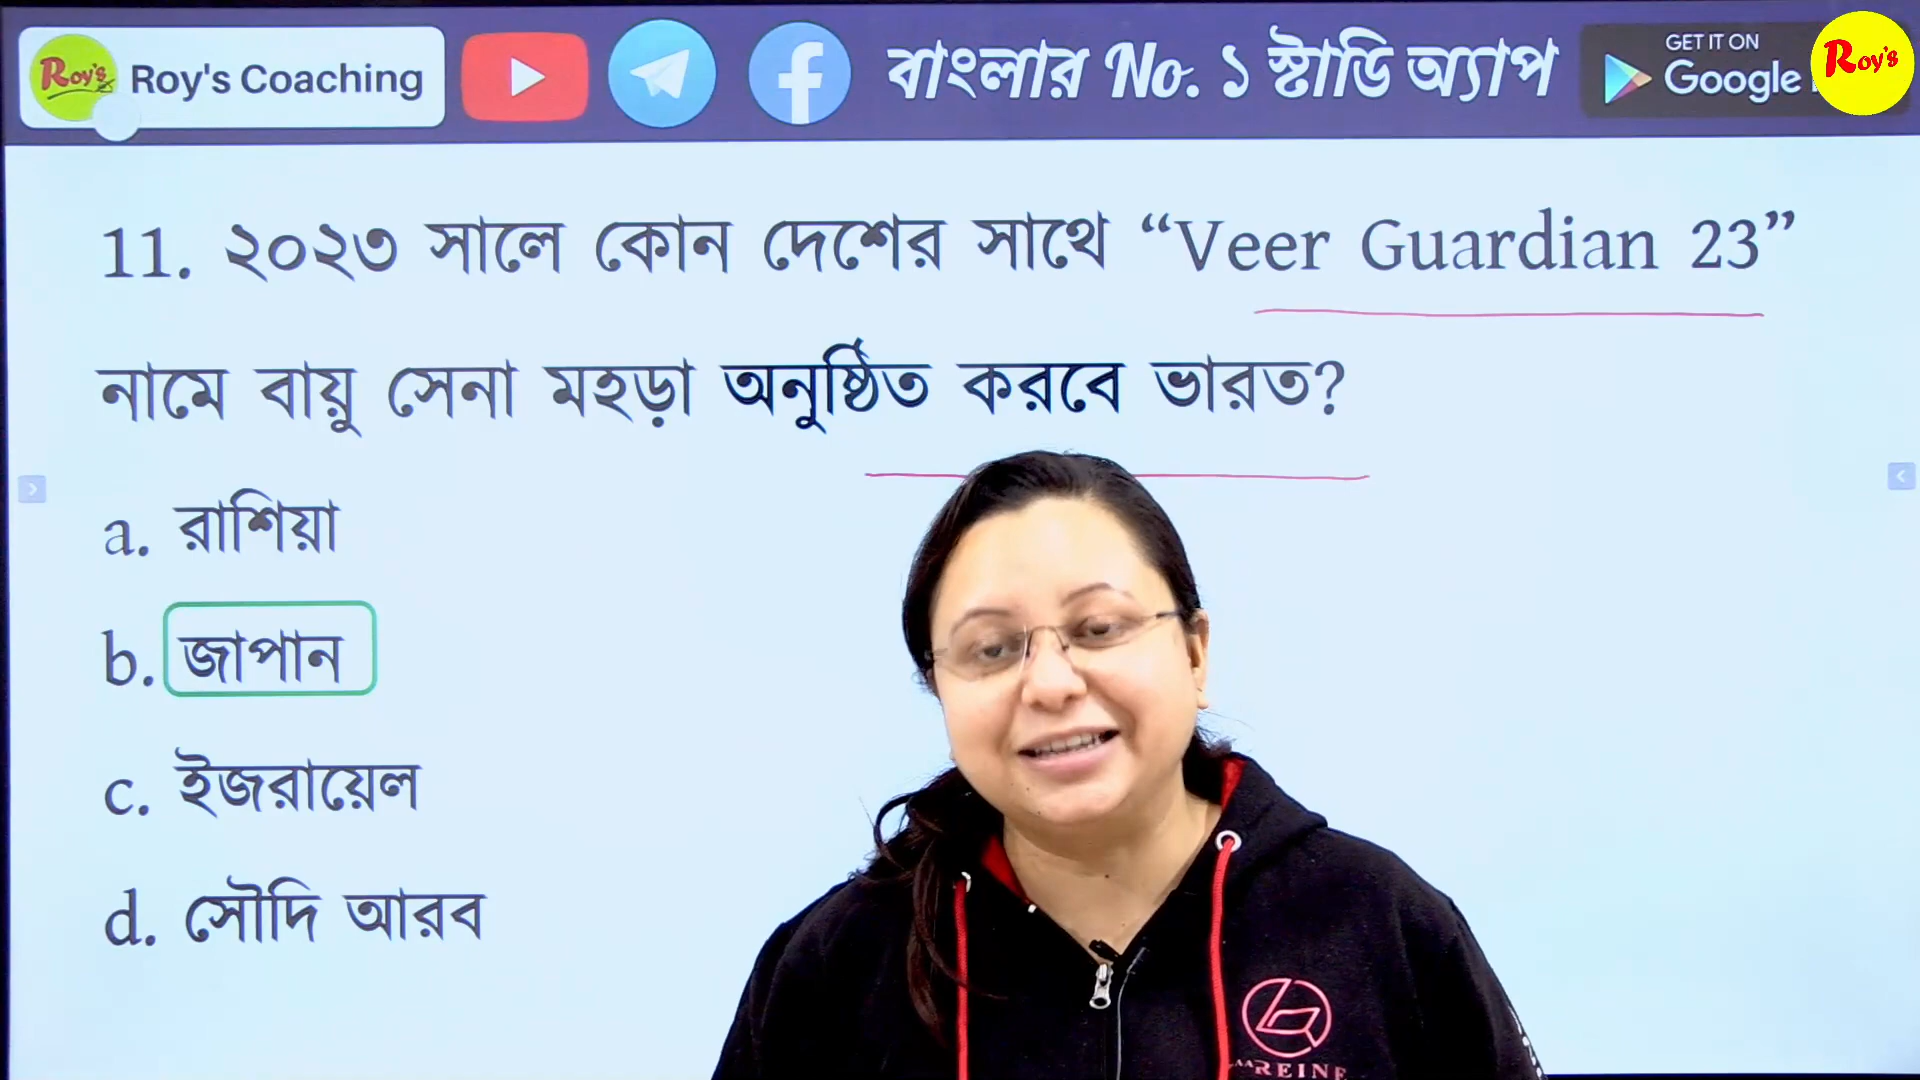 Roy's Roy's Coaching বাংলার No. ১ স্টাডি অ্যাপ GET IT ON Google Roy's
11. ২০২৩ সালে কোন দেশের সাথে “Veer Guardian 23”
নামে বায়ু সেনা মহড়া অনুষ্ঠিত করবে ভারত?
a. রাশিয়া
b. জাপান
c. ইজরায়েল
d. সৌদি আরব